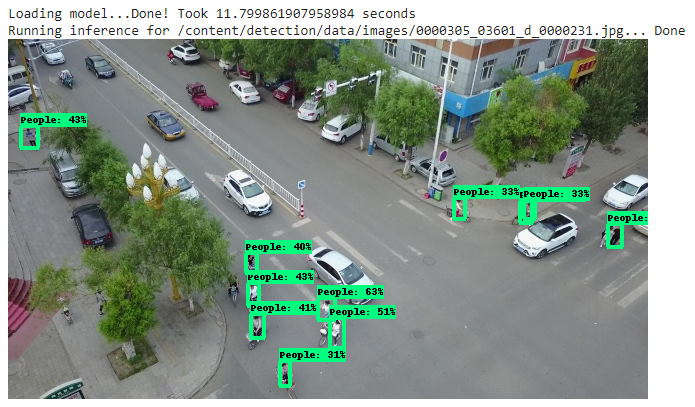 Loading model...Done! Took 11.799861907958984 seconds
Running inference for /content/detection/data/images/0000305_03601_d_0000231.jpg... Done
People: 43%
People: 33%
People: 33%
People:
People: 40%
People: 43%
People: 63%
People: 41%
People: 51%
People: 31%